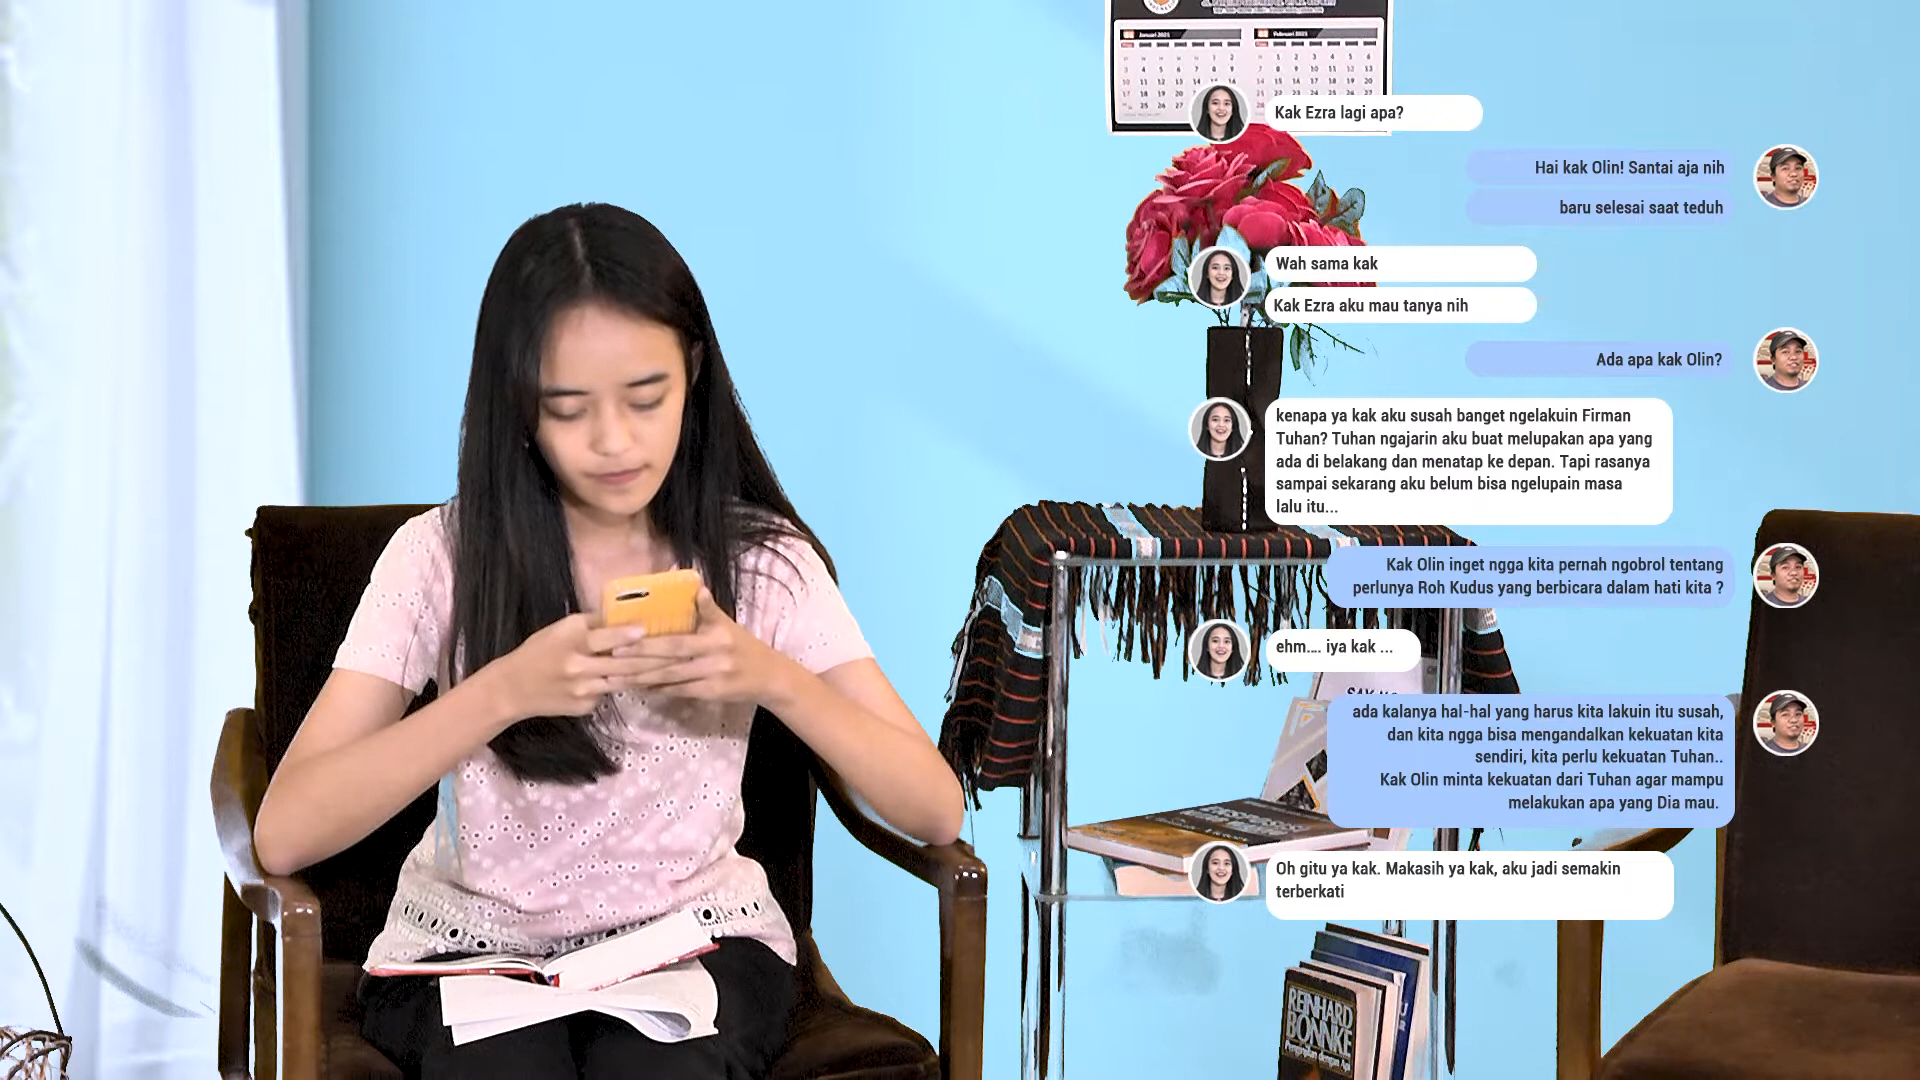 Januari 2021
Februari 2021
Kak Ezra lagi apa?
Hai kak Olin! Santai aja nih
baru selesai saat teduh
Wah sama kak
Kak Ezra aku mau tanya nih
Ada apa kak Olin?
kenapa ya kak aku susah banget ngelakuin Firman
Tuhan? Tuhan ngajarin aku buat melupakan apa yang
ada di belakang dan menatap ke depan. Tapi rasanya
sampai sekarang aku belum bisa ngelupain masa
lalu itu...
Kak Olin inget ngga kita pernah ngobrol tentang
perlunya Roh Kudus yang berbicara dalam hati kita ?
ehm.... iya kak ...
ada kalanya hal-hal yang harus kita lakuin itu susah,
dan kita ngga bisa mengandalkan kekuatan kita
sendiri, kita perlu kekuatan Tuhan..
Kak Olin minta kekuatan dari Tuhan agar mampu
melakukan apa yang Dia mau.
Oh gitu ya kak. Makasih ya kak, aku jadi semakin
terberkati
REINHARD
BONNKE